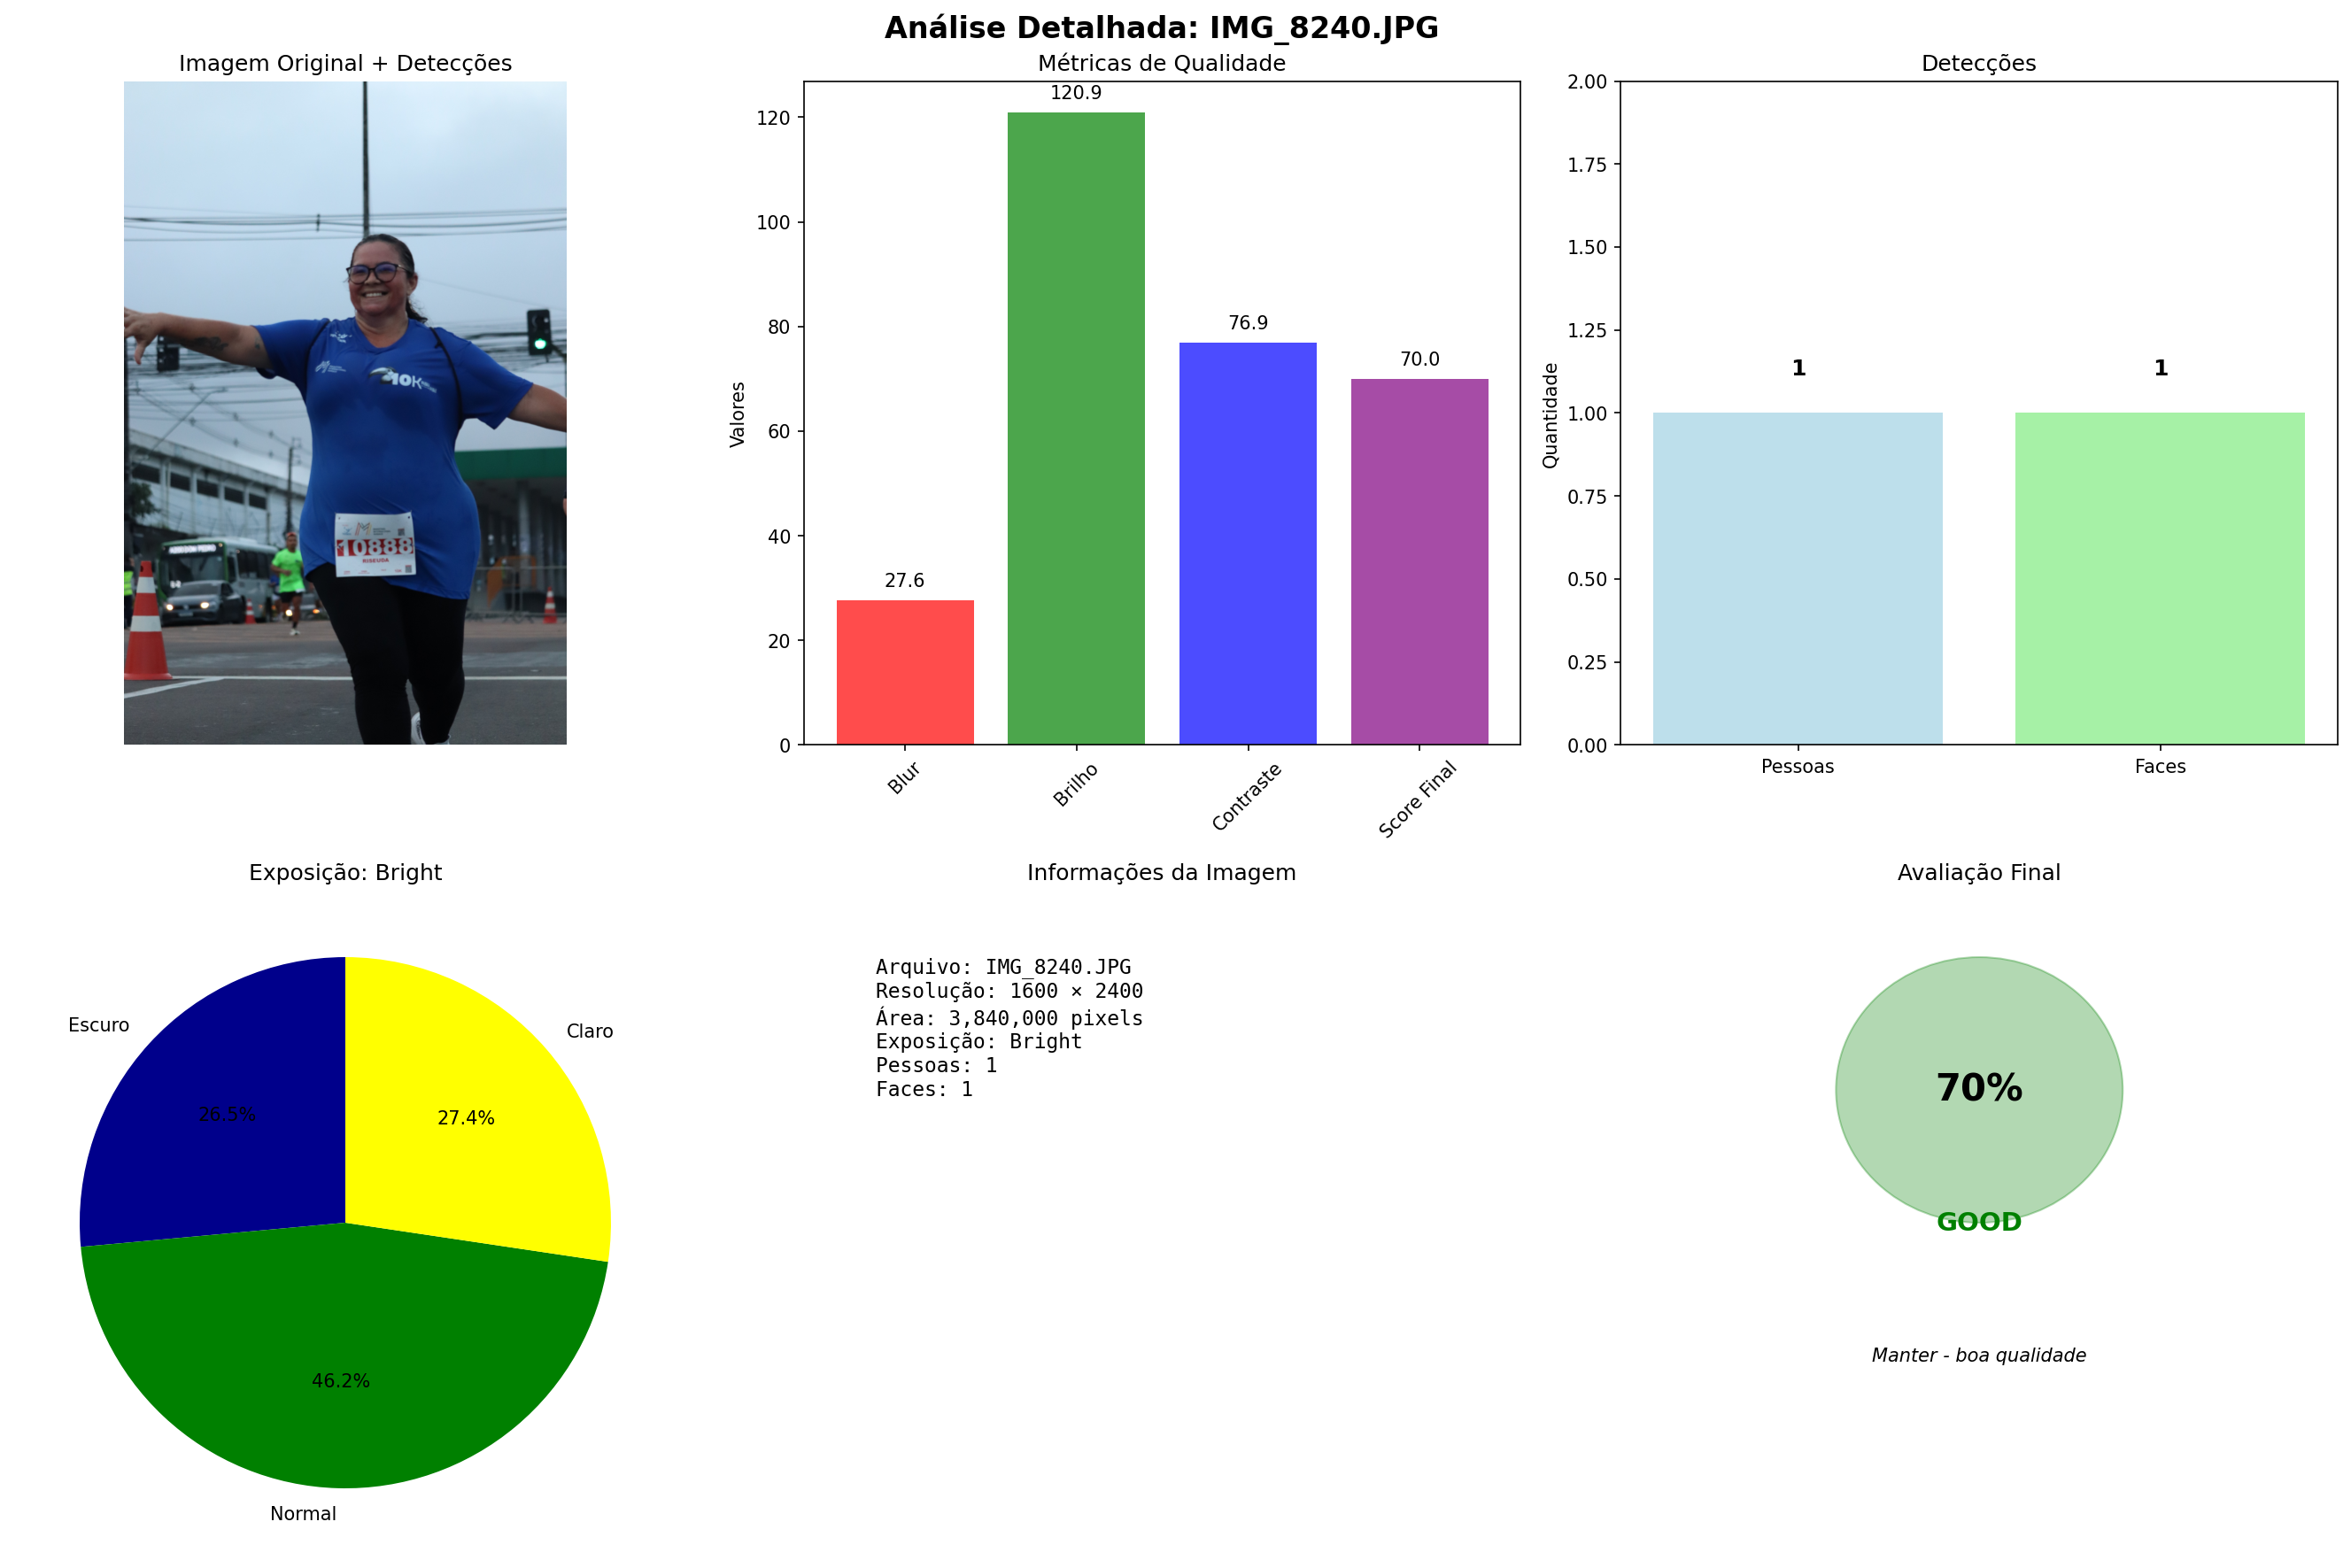 Análise Detalhada: IMG_8240.JPG
Imagem Original + Detecções
10K
10888
RISEUDA
Métricas de Qualidade
Valores
120
100
80
60
40
20
0
27.6
120.9
76.9
70.0
Blur
Brilho
Contraste
Score Final
Detecções
Quantidade
2.00
1.75
1.50
1.25
1.00
0.75
0.50
0.25
0.00
1
1
Pessoas
Faces
Exposição: Bright
Escuro
26.5%
Claro
27.4%
46.2%
Normal
Informações da Imagem
Arquivo: IMG_8240.JPG
Resolução: 1600 × 2400
Área: 3,840,000 pixels
Exposição: Bright
Pessoas: 1
Faces: 1
Avaliação Final
70%
GOOD
Manter - boa qualidade